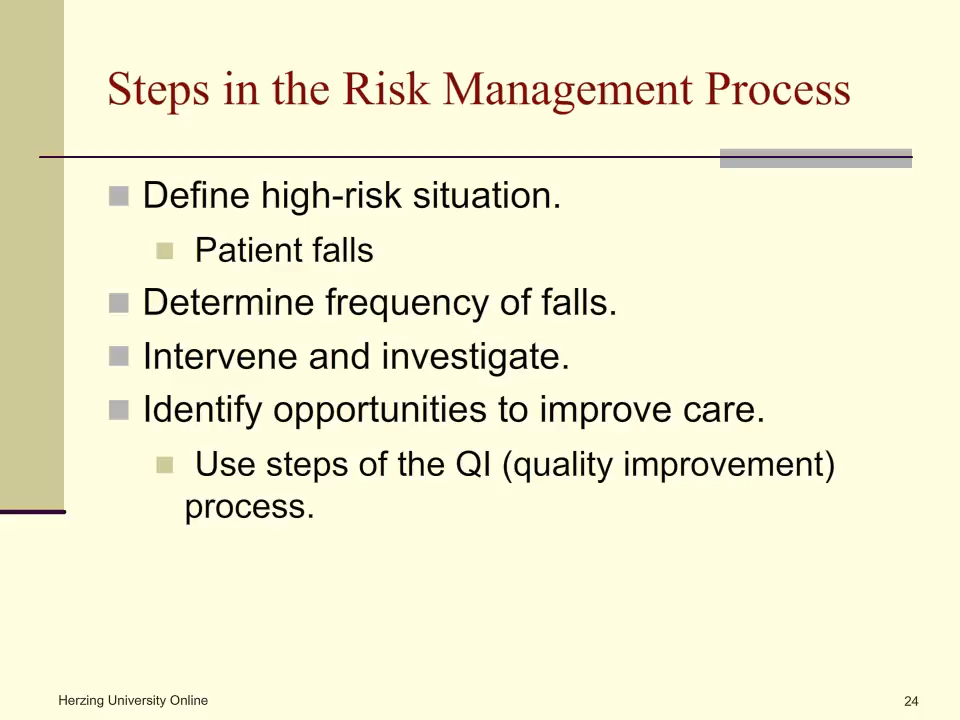 Steps in the Risk Management Process
Define high-risk situation.
Patient falls
Determine frequency of falls.
Intervene and investigate.
Identify opportunities to improve care.
Use steps of the QI (quality improvement)
process.
Herzing University Online
24